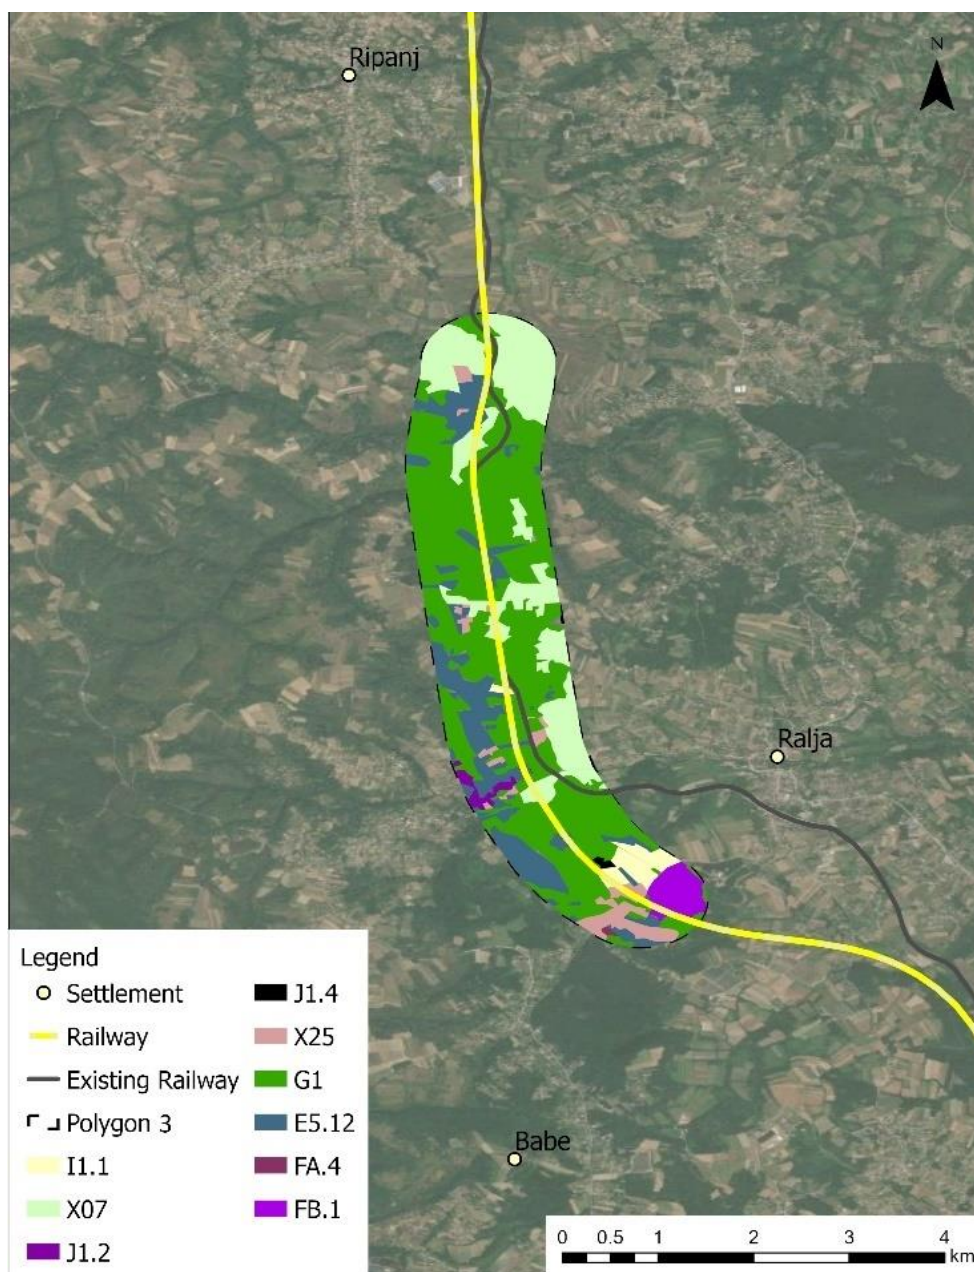 Ripanj
N
Ralja
Babe
Legend
Settlement
Railway
Existing Railway
Polygon 3
I1.1
X07
J1.2
J1.4
X25
G1
E5.12
FA.4
FB.1
0 0.5 1 2 3 4
km